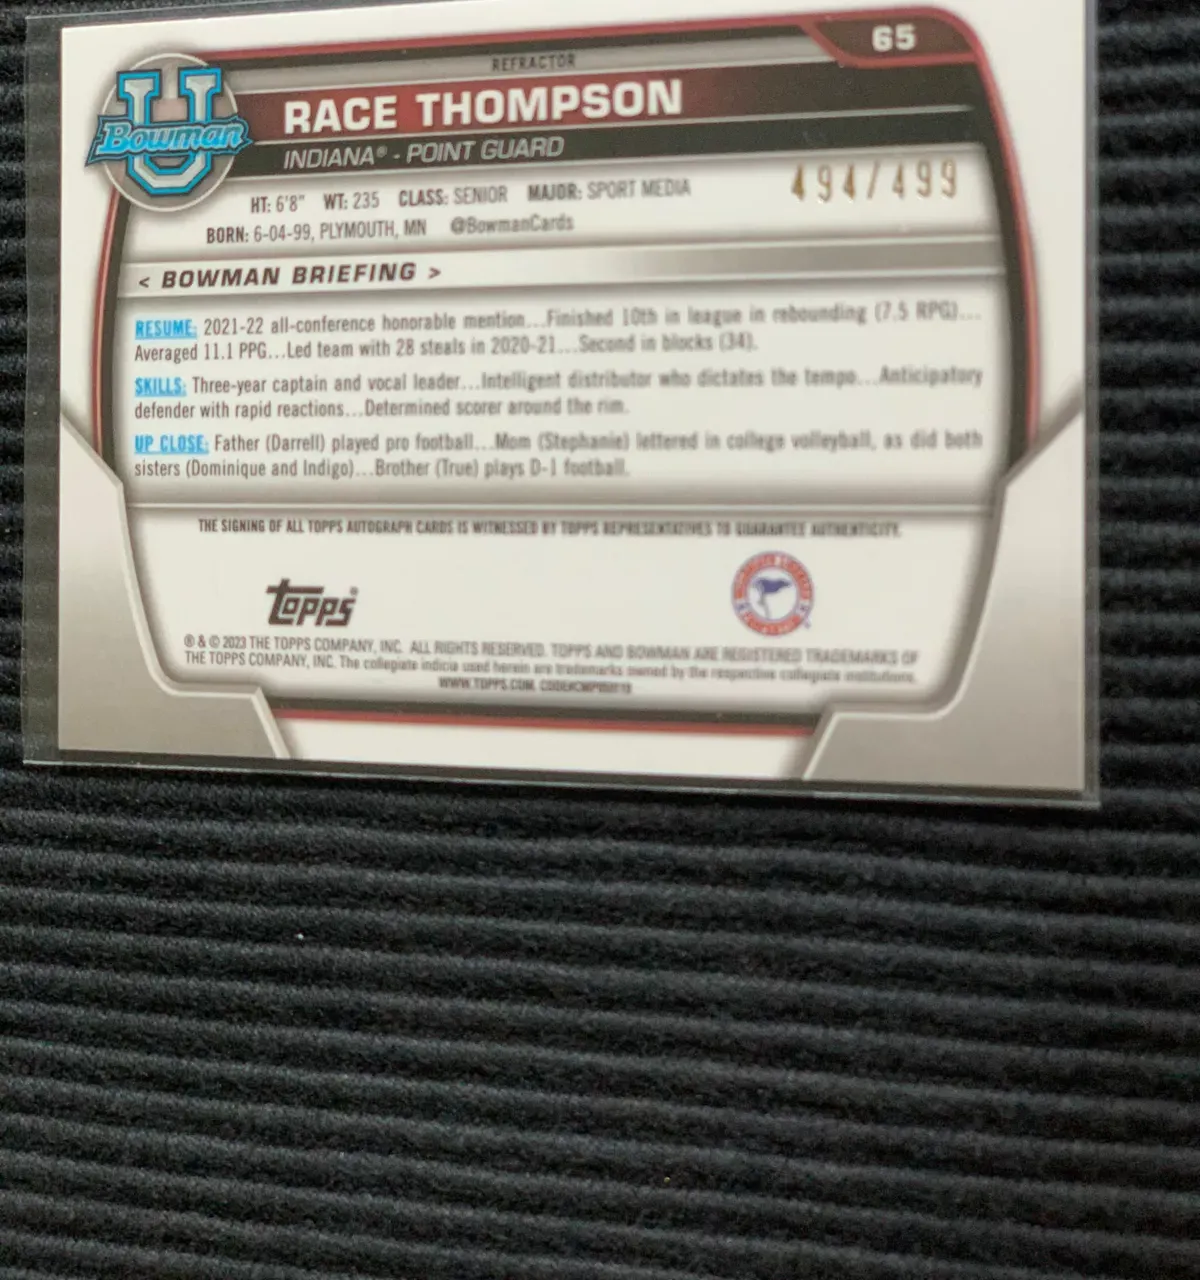 65
REFRACTOR
U
Bowman
RACE THOMPSON
INDIANA® - POINT GUARD
HT: 6'8" WT: 235 CLASS: SENIOR MAJOR: SPORT MEDIA
494/499
BORN: 6-04-99, PLYMOUTH, MN @BowmanCards
< BOWMAN BRIEFING >
RESUME: 2021-22 all-conference honorable mention...Finished 10th in league in rebounding (7.5 RPG)...
Averaged 11.1 PPG...Led team with 28 steals in 2020-21...Second in blocks (34).
SKILLS: Three-year captain and vocal leader...Intelligent distributor who dictates the tempo...Anticipatory
defender with rapid reactions...Determined scorer around the rim.
UP CLOSE: Father (Darrell) played pro football...Mom (Stephanie) lettered in college volleyball, as did both
sisters (Dominique and Indigo)...Brother (True) plays D-1 football.
THE SIGNING OF ALL TOPPS AUTOGRAPH CARDS IS WITNESSED BY TOPPS REPRESENTATIVES TO GUARANTEE AUTHENTICITY.
Topps®
® & © 2023 THE TOPPS COMPANY, INC. ALL RIGHTS RESERVED. TOPPS AND BOWMAN ARE REGISTERED TRADEMARKS OF
THE TOPPS COMPANY, INC. The collegiate indicia used herein are trademarks owned by the respective collegiate institutions.
WWW.TOPPS.COM